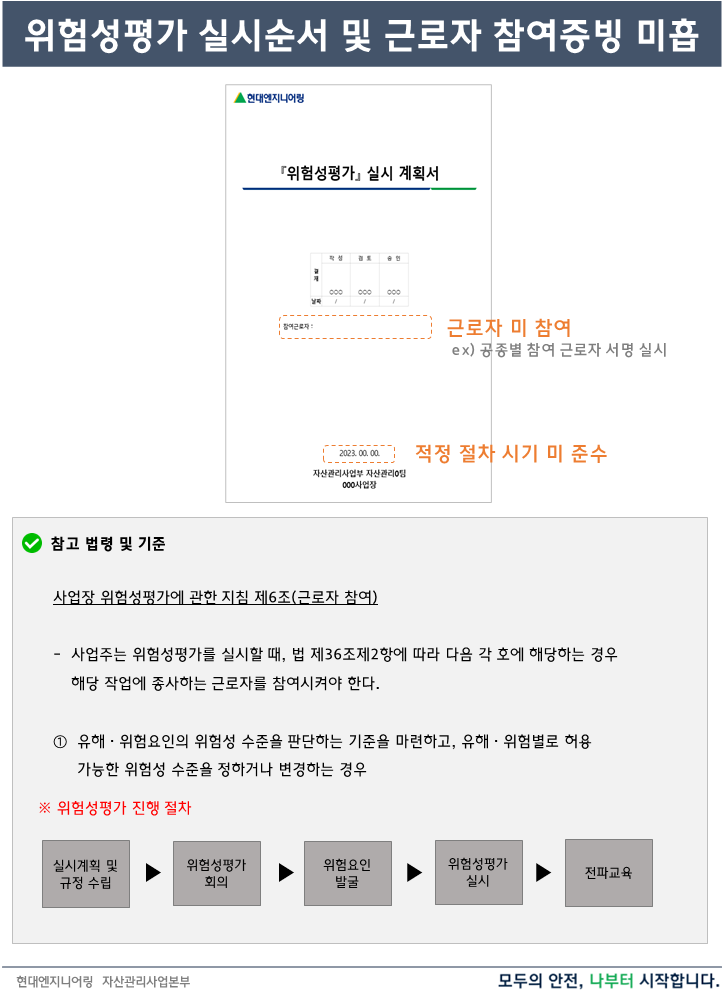 위험성평가 실시순서 및 근로자 참여증빙 미흡
현대엔지니어링
『위험성평가』 실시 계획서
결재 작 성 검 토 승 인
○○○ ○○○ ○○○
날짜 / / /
참여근로자 :
근로자 미 참여
ex) 공종별 참여 근로자 서명 실시
2023. 00. 00.
적정 절차 시기 미 준수
자산관리사업부 자산관리0팀
000사업장
참고 법령 및 기준
사업장 위험성평가에 관한 지침 제6조(근로자 참여)
- 사업주는 위험성평가를 실시할 때, 법 제36조제2항에 따라 다음 각 호에 해당하는 경우
해당 작업에 종사하는 근로자를 참여시켜야 한다.
① 유해ㆍ위험요인의 위험성 수준을 판단하는 기준을 마련하고, 유해ㆍ위험별로 허용
가능한 위험성 수준을 정하거나 변경하는 경우
※ 위험성평가 진행 절차
실시계획 및
규정 수립
위험성평가
회의
위험요인
발굴
위험성평가
실시
전파교육
현대엔지니어링 자산관리사업본부
모두의 안전, 나부터 시작합니다.